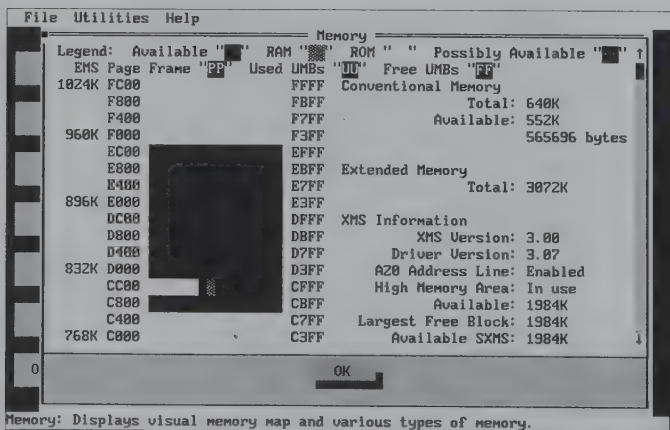 File Utilities Help
Memory
Legend: Available " " RAM " " ROM " " Possibly Available " "
EMS Page Frame "PP" Used UMBs "UU" Free UMBs "FF"
1024K FC00 FFFF Conventional Memory
F800 FBFF Total: 640K
F400 F7FF Available: 552K
960K F000 F3FF 565696 bytes
EC00 EFFF
E800 EBFF Extended Memory
E400 E7FF Total: 3072K
896K E000 E3FF
DC00 DFFF XMS Information
D800 DBFF XMS Version: 3.00
D400 D7FF Driver Version: 3.07
832K D000 D3FF A20 Address Line: Enabled
CC00 CFFF High Memory Area: In use
C800 CBFF Available: 1984K
C400 C7FF Largest Free Block: 1984K
768K C000 C3FF Available SXMS: 1984K
0
OK
Memory: Displays visual memory map and various types of memory.